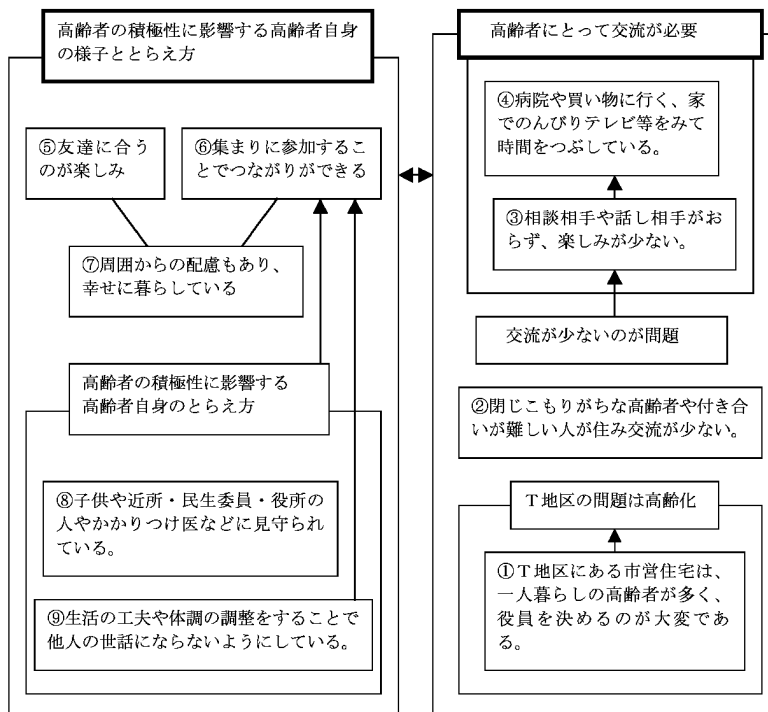 高齢者の積極性に影響する高齢者自身
の様子ととらえ方
⑤友達に合う
のが楽しみ
⑥集まりに参加するこ
とでつながりができる
⑦周囲からの配慮もあり、
幸せに暮らしている
高齢者の積極性に影響する
高齢者自身のとらえ方
⑧子供や近所・民生委員・役所の
人やかかりつけ医などに見守られ
ている。
⑨生活の工夫や体調の調整をすることで
他人の世話にならないようにしている。
高齢者にとって交流が必要
④病院や買い物に行く、家
でのんびりテレビ等をみて
時間をつぶしている。
③相談相手や話し相手がお
らず、楽しみが少ない。
交流が少ないのが問題
②閉じこもりがちな高齢者や付き合
いが難しい人が住み交流が少ない。
T地区の問題は高齢化
①T地区にある市営住宅は、
一人暮らしの高齢者が多く、
役員を決めるのが大変であ
る。